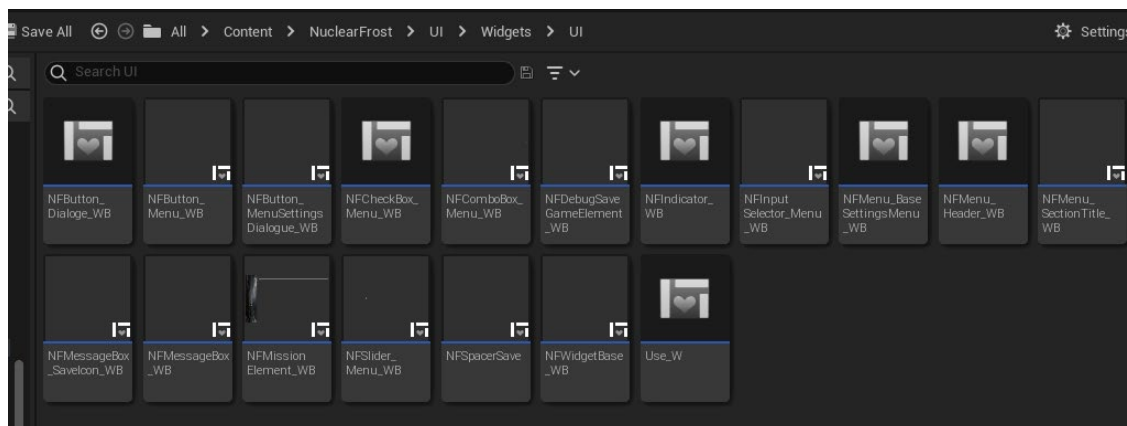 Save All All > Content > NuclearFrost > UI > Widgets > UI Settings
Search UI
NFButton_
Dialoge_WB
NFButton_
Menu_WB
NFButton_
MenuSettings
Dialogue_WB
NFCheckBox_
Menu_WB
NFComboBox_
Menu_WB
NFDebugSave
GameElement
_WB
NFIndicator_
WB
NFInput
Selector_Menu
_WB
NFMenu_Base
SettingsMenu
_WB
NFMenu_
Header_WB
NFMenu_
SectionTitle_
WB
NFMessageBox
_SaveIcon_WB
NFMessageBox
_WB
NFMission
Element_WB
NFSlider_
Menu_WB
NFSpacerSave
NFWidgetBase
_WB
Use_W